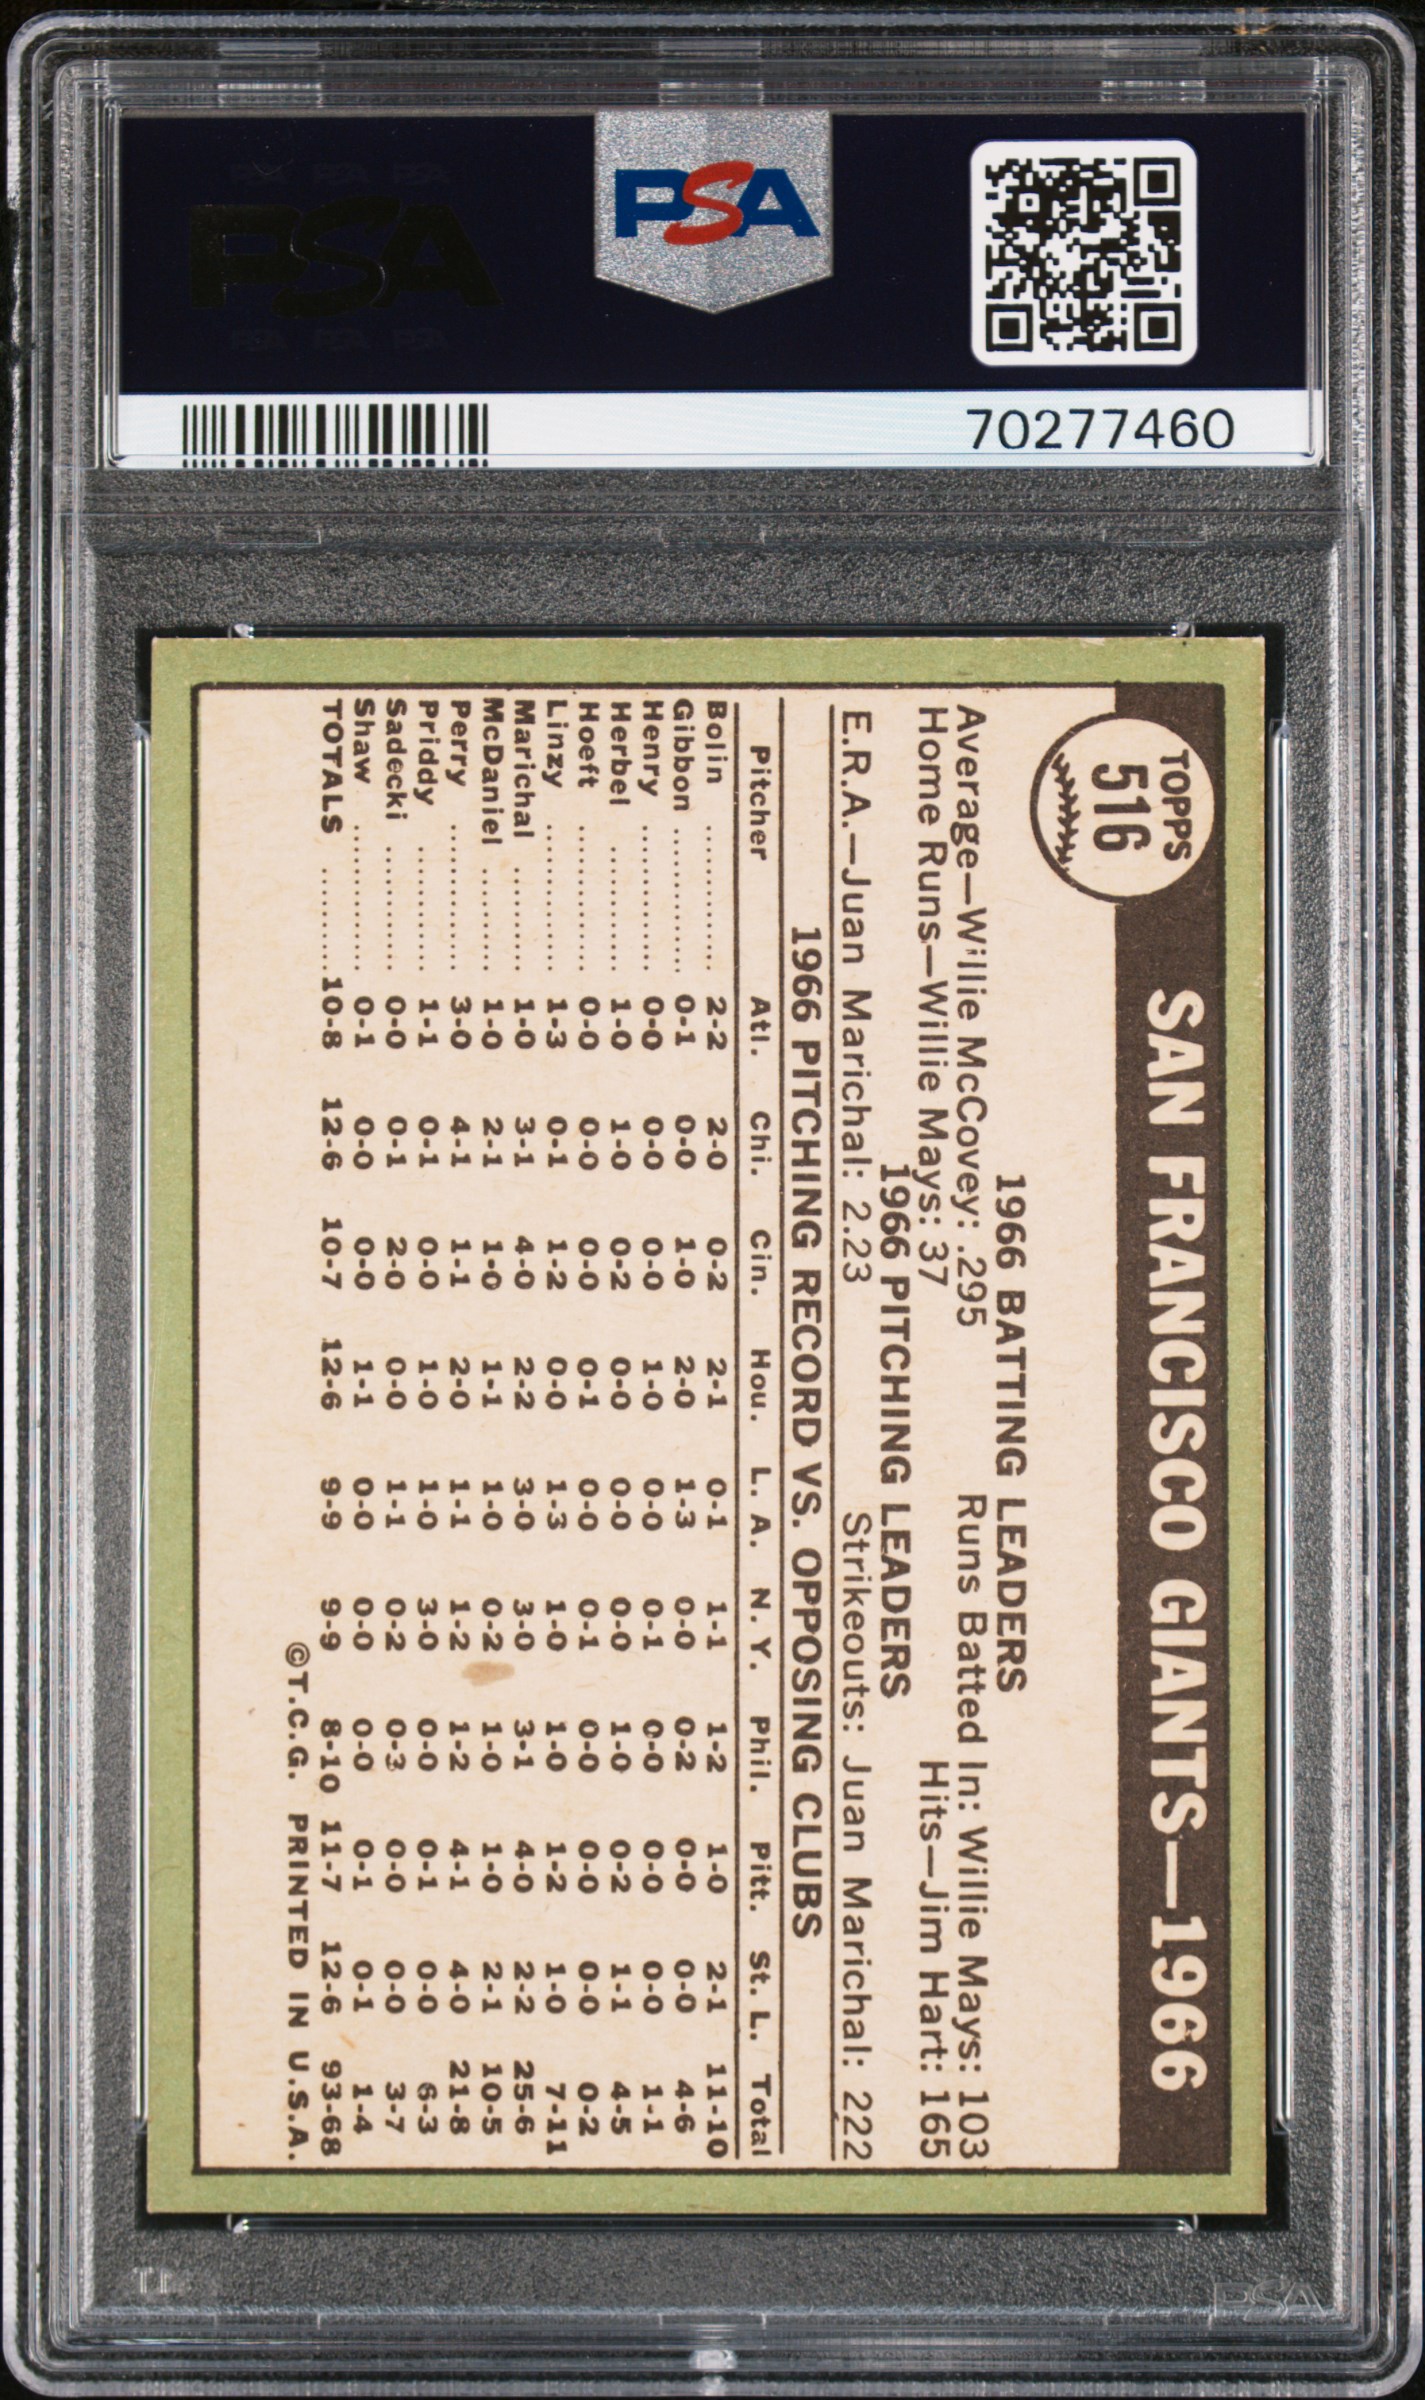 PSA
PSA
70277460
TOPPS
516
SAN FRANCISCO GIANTS—1966
1966 BATTING LEADERS
Average—Willie McCovey: .295 Runs Batted In: Willie Mays: 103
Home Runs—Willie Mays: 37 Hits—Jim Hart: 165
1966 PITCHING LEADERS
E.R.A.—Juan Marichal: 2.23 Strikeouts: Juan Marichal: 222
1966 PITCHING RECORD VS. OPPOSING CLUBS
Pitcher Atl. Chi. Cin. Hou. L. A. N. Y. Phil. Pitt. St. L. Total
Bolin ............ 2-2 2-0 0-2 2-1 0-1 1-1 1-2 1-0 2-1 11-10
Gibbon ............ 0-1 0-0 1-0 2-0 1-3 0-0 0-2 0-0 0-0 4-6
Henry ............ 0-0 0-0 0-0 1-0 0-0 0-1 0-0 0-0 0-0 1-1
Herbel ............ 1-0 1-0 0-2 0-0 0-0 0-0 1-0 0-2 1-1 4-5
Hoeft ............ 0-0 0-0 0-0 0-1 0-0 0-1 0-0 0-0 0-0 0-2
Linzy ............ 1-3 0-1 1-2 0-0 1-3 1-0 1-0 1-2 1-0 7-11
Marichal ......... 1-0 3-1 4-0 2-2 3-0 3-0 3-1 4-0 2-2 25-6
McDaniel ......... 1-0 2-1 1-0 1-1 1-0 0-2 1-0 1-0 2-1 10-5
Perry ............ 3-0 4-1 1-1 2-0 1-1 1-2 1-2 4-1 4-0 21-8
Priddy ............ 1-1 0-1 0-0 1-0 1-0 3-0 0-0 0-1 0-0 6-3
Sadecki ............ 0-0 0-1 2-0 0-0 1-1 0-2 0-3 0-0 0-0 3-7
Shaw ............ 0-1 0-0 0-0 1-1 0-0 0-0 0-0 0-1 0-1 1-4
TOTALS .........10-8 12-6 10-7 12-6 9-9 9-9 8-10 11-7 12-6 93-68
©T.C.G. PRINTED IN U.S.A.
PSA